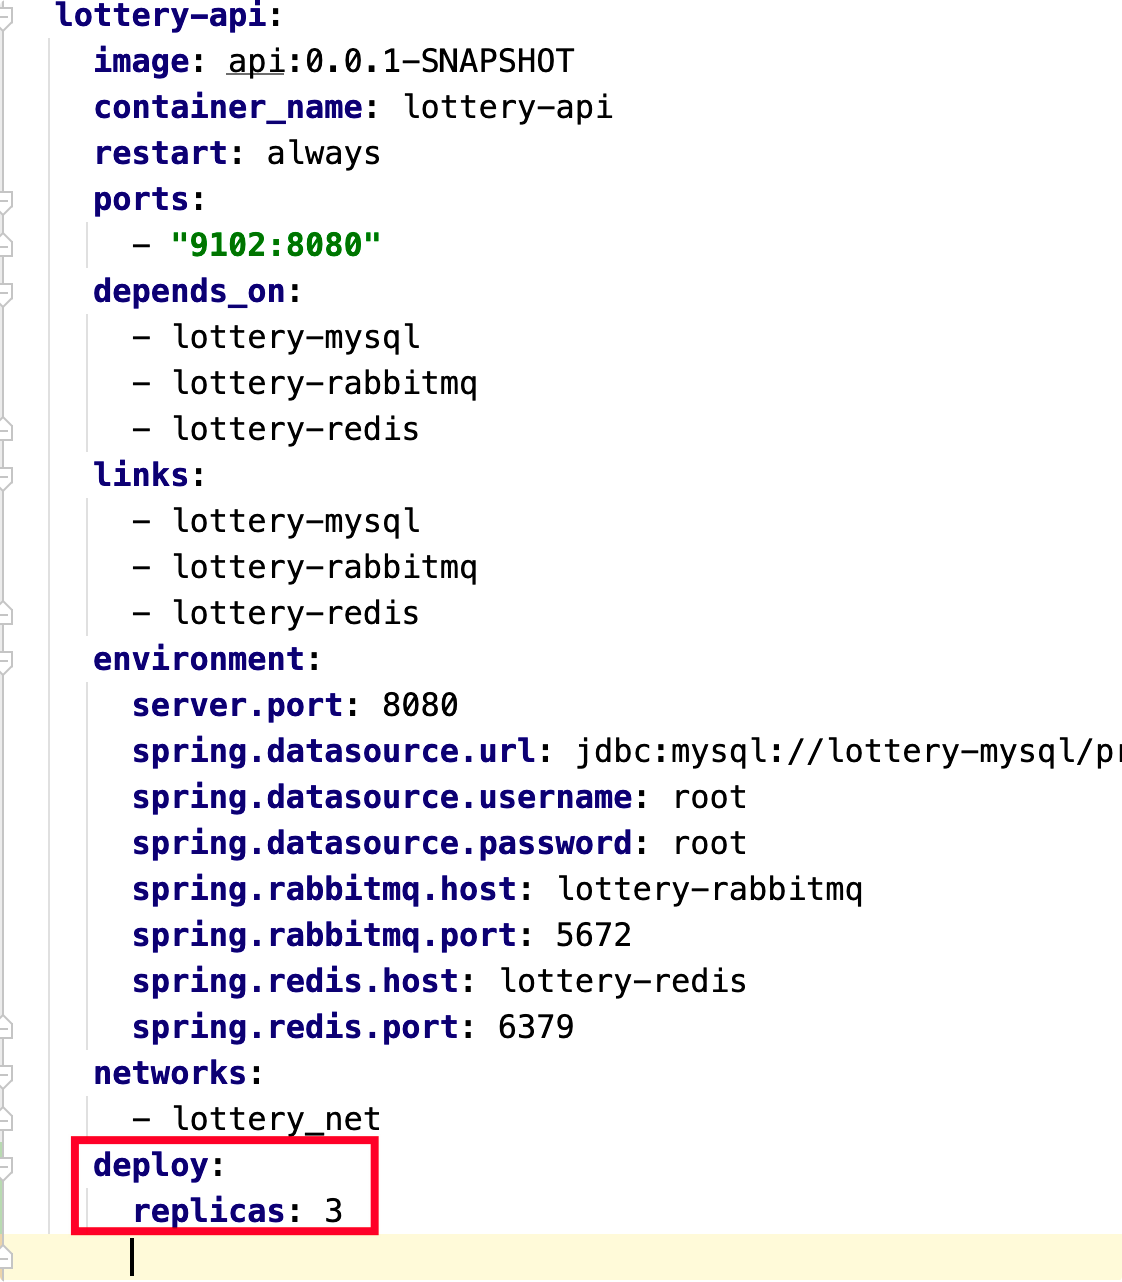 lottery-api:
image: api:0.0.1-SNAPSHOT
container_name: lottery-api
restart: always
ports:
- "9102:8080"
depends_on:
- lottery-mysql
- lottery-rabbitmq
- lottery-redis
links:
- lottery-mysql
- lottery-rabbitmq
- lottery-redis
environment:
server.port: 8080
spring.datasource.url: jdbc:mysql://lottery-mysql/pr
spring.datasource.username: root
spring.datasource.password: root
spring.rabbitmq.host: lottery-rabbitmq
spring.rabbitmq.port: 5672
spring.redis.host: lottery-redis
spring.redis.port: 6379
networks:
- lottery_net
deploy:
replicas: 3